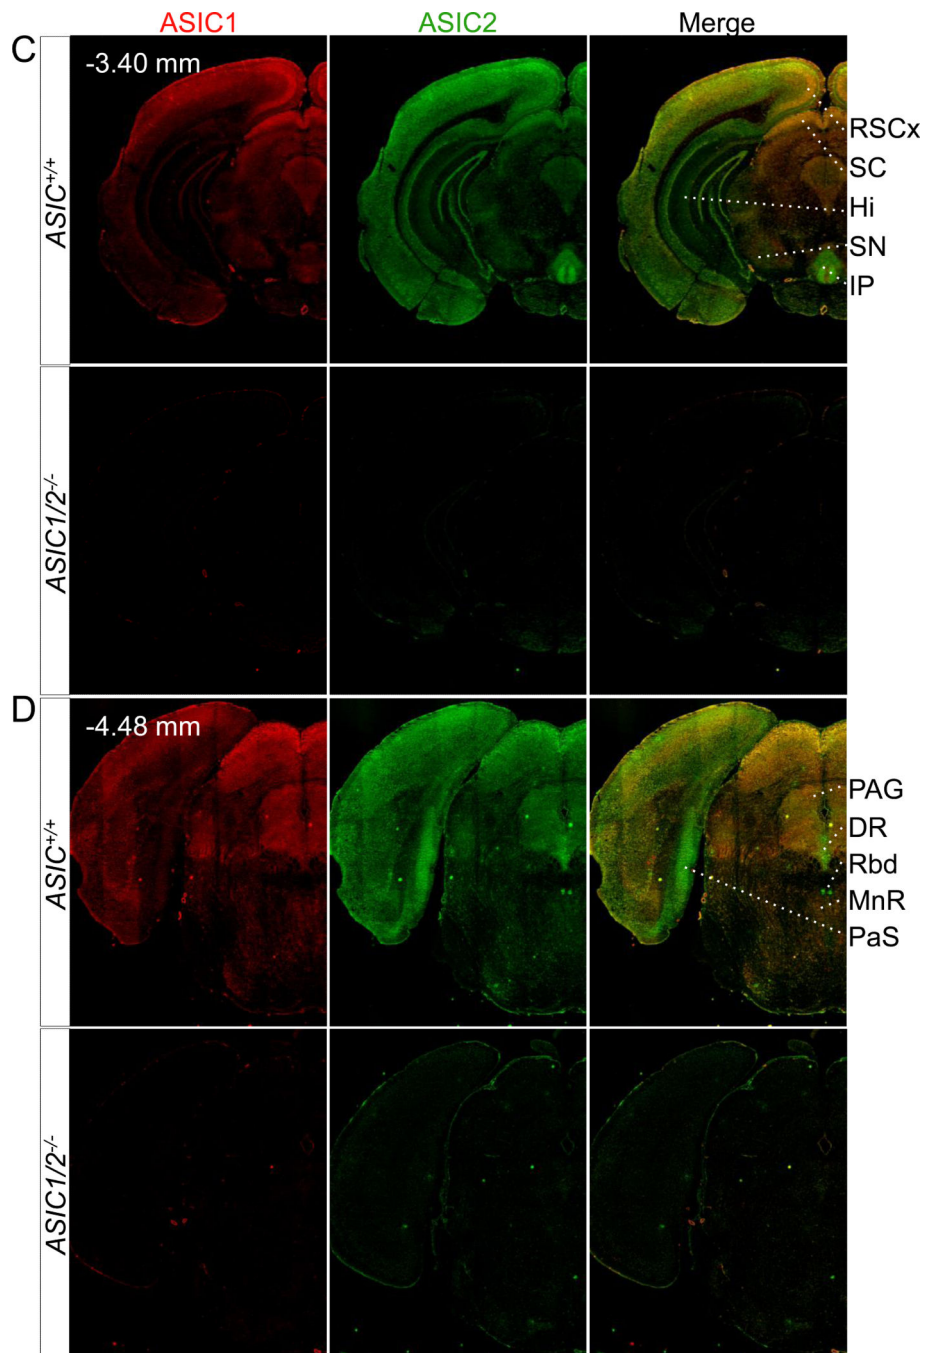 ASIC1 ASIC2 Merge
C
-3.40 mm
ASIC+/+
RSCx
SC
Hi
SN
IP
ASIC1/2-/-
D
-4.48 mm
ASIC+/+
PAG
DR
Rbd
MnR
PaS
ASIC1/2-/-